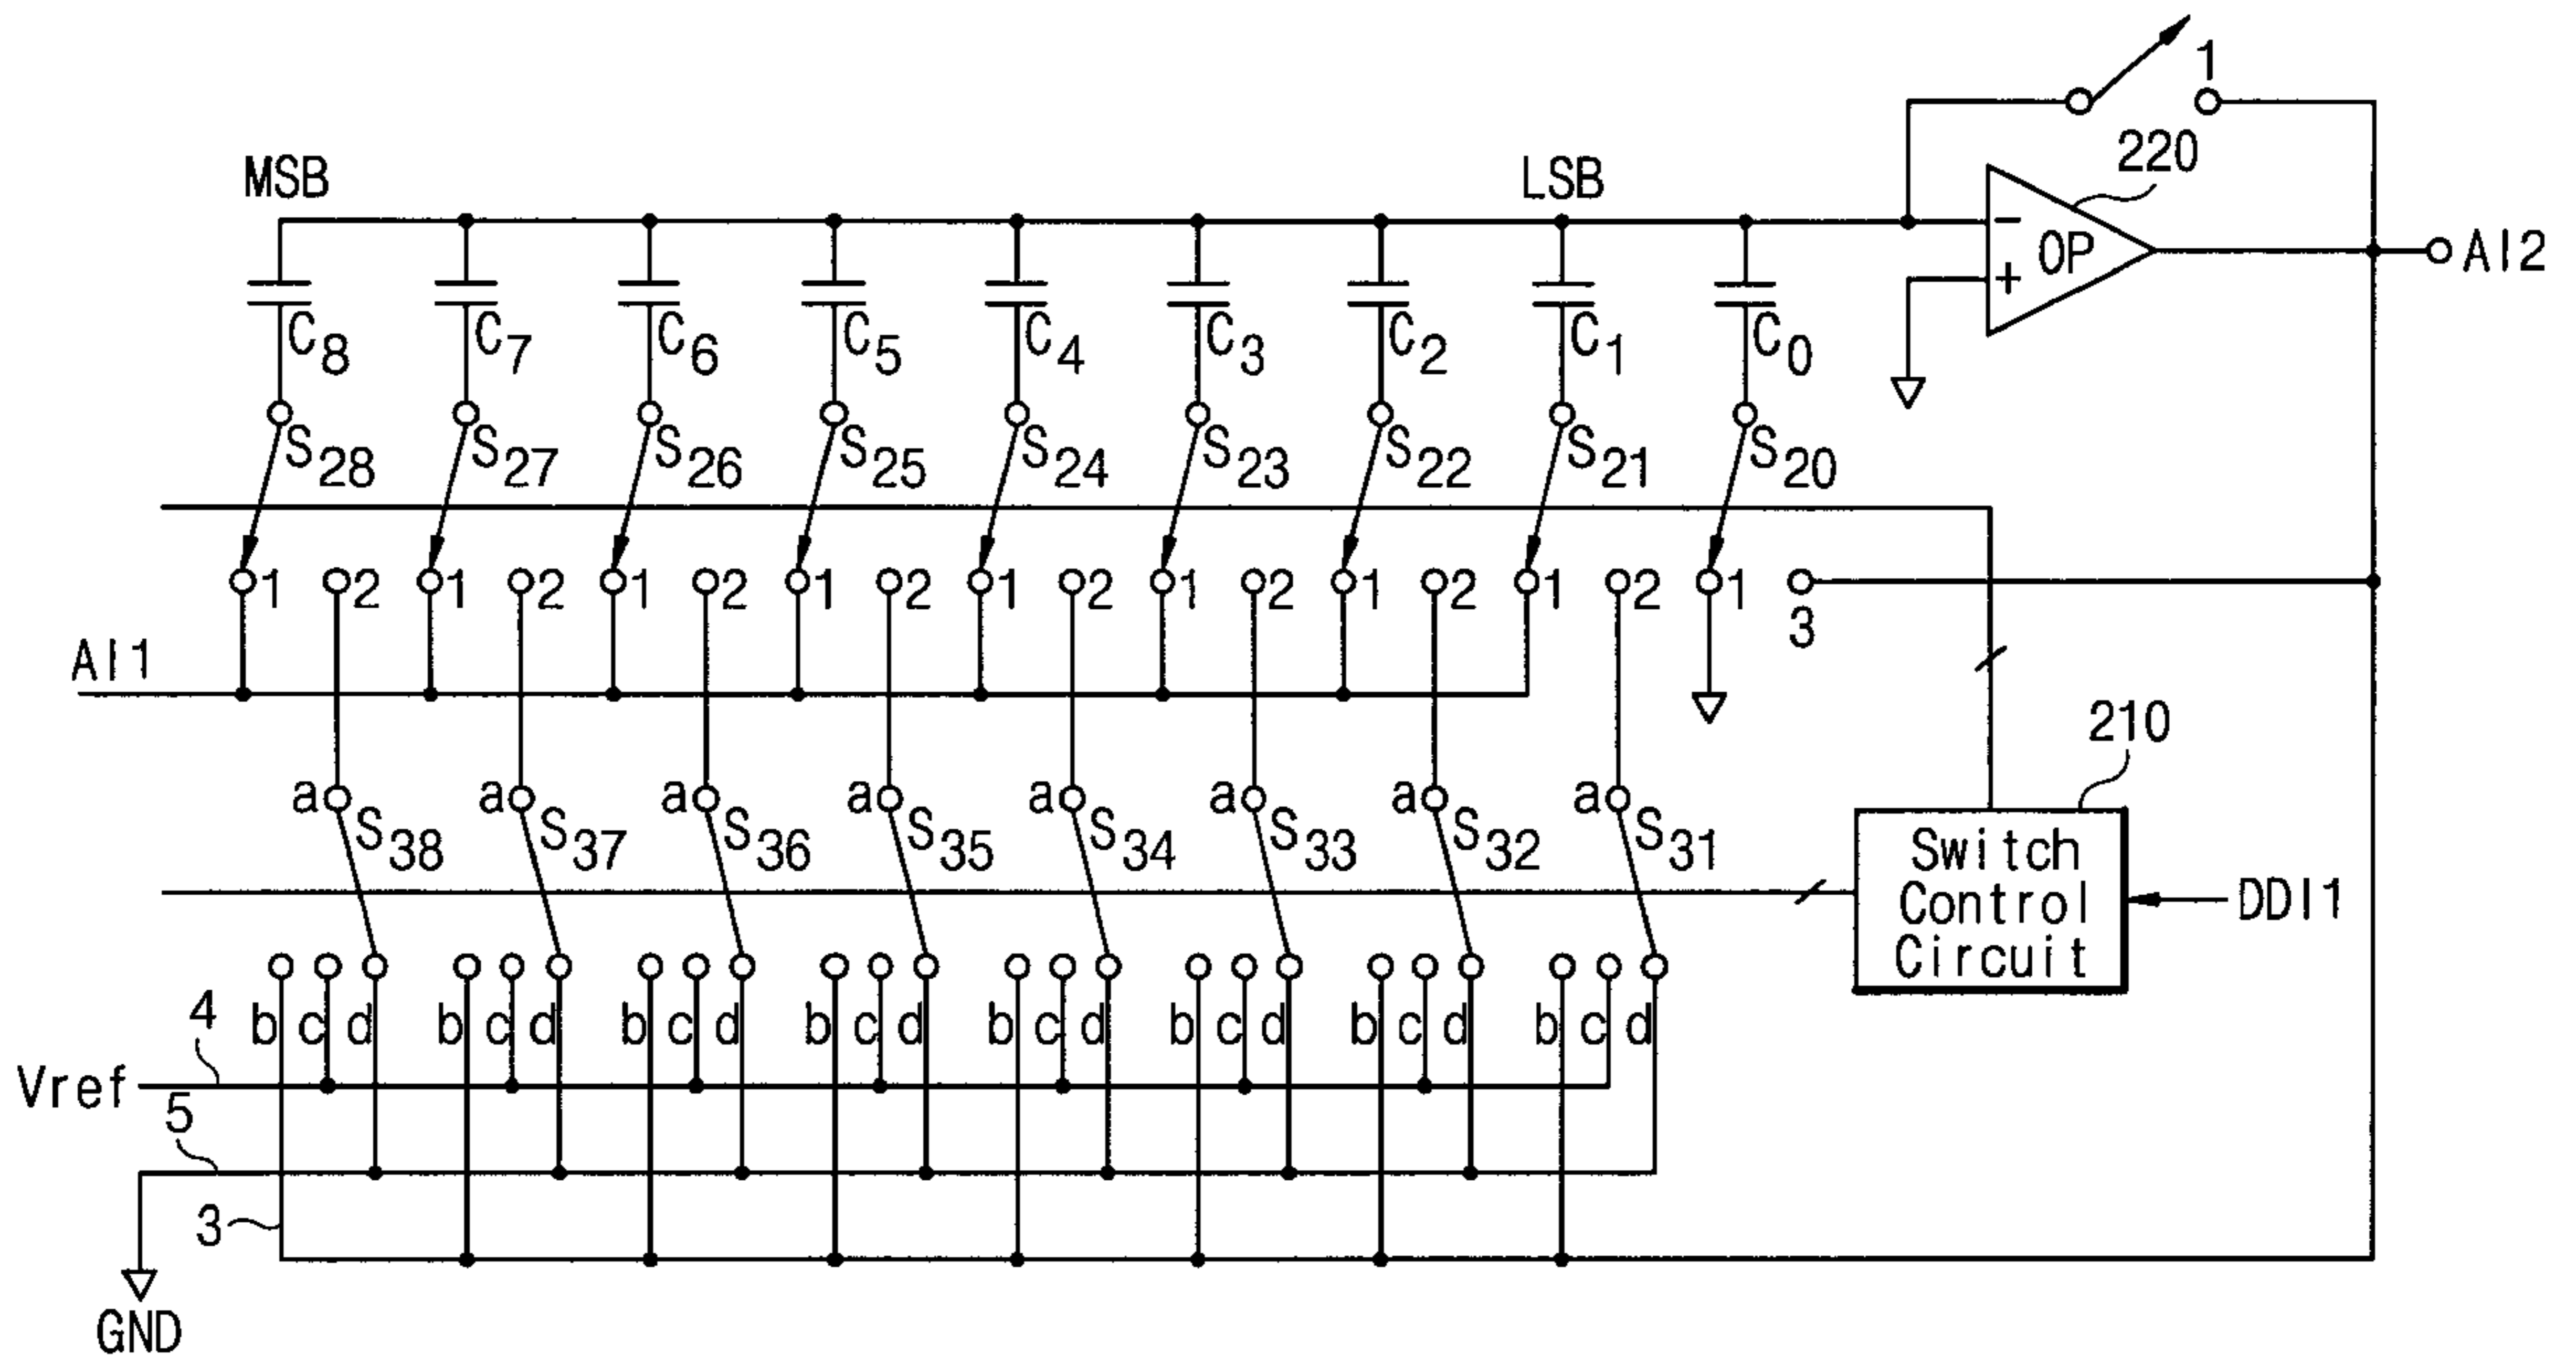 1
220
MSB LSB
- OP + AI2
C8 C7 C6 C5 C4 C3 C2 C1 C0
S28 S27 S26 S25 S24 S23 S22 S21 S20
1 2 1 2 1 2 1 2 1 2 1 2 1 2 1 2 1 3
AI1
210
a a a a a a a a
S38 S37 S36 S35 S34 S33 S32 S31
Switch
Control
Circuit
DDI1
b c d b c d b c d b c d b c d b c d b c d b c d
4
Vref
5
3
GND